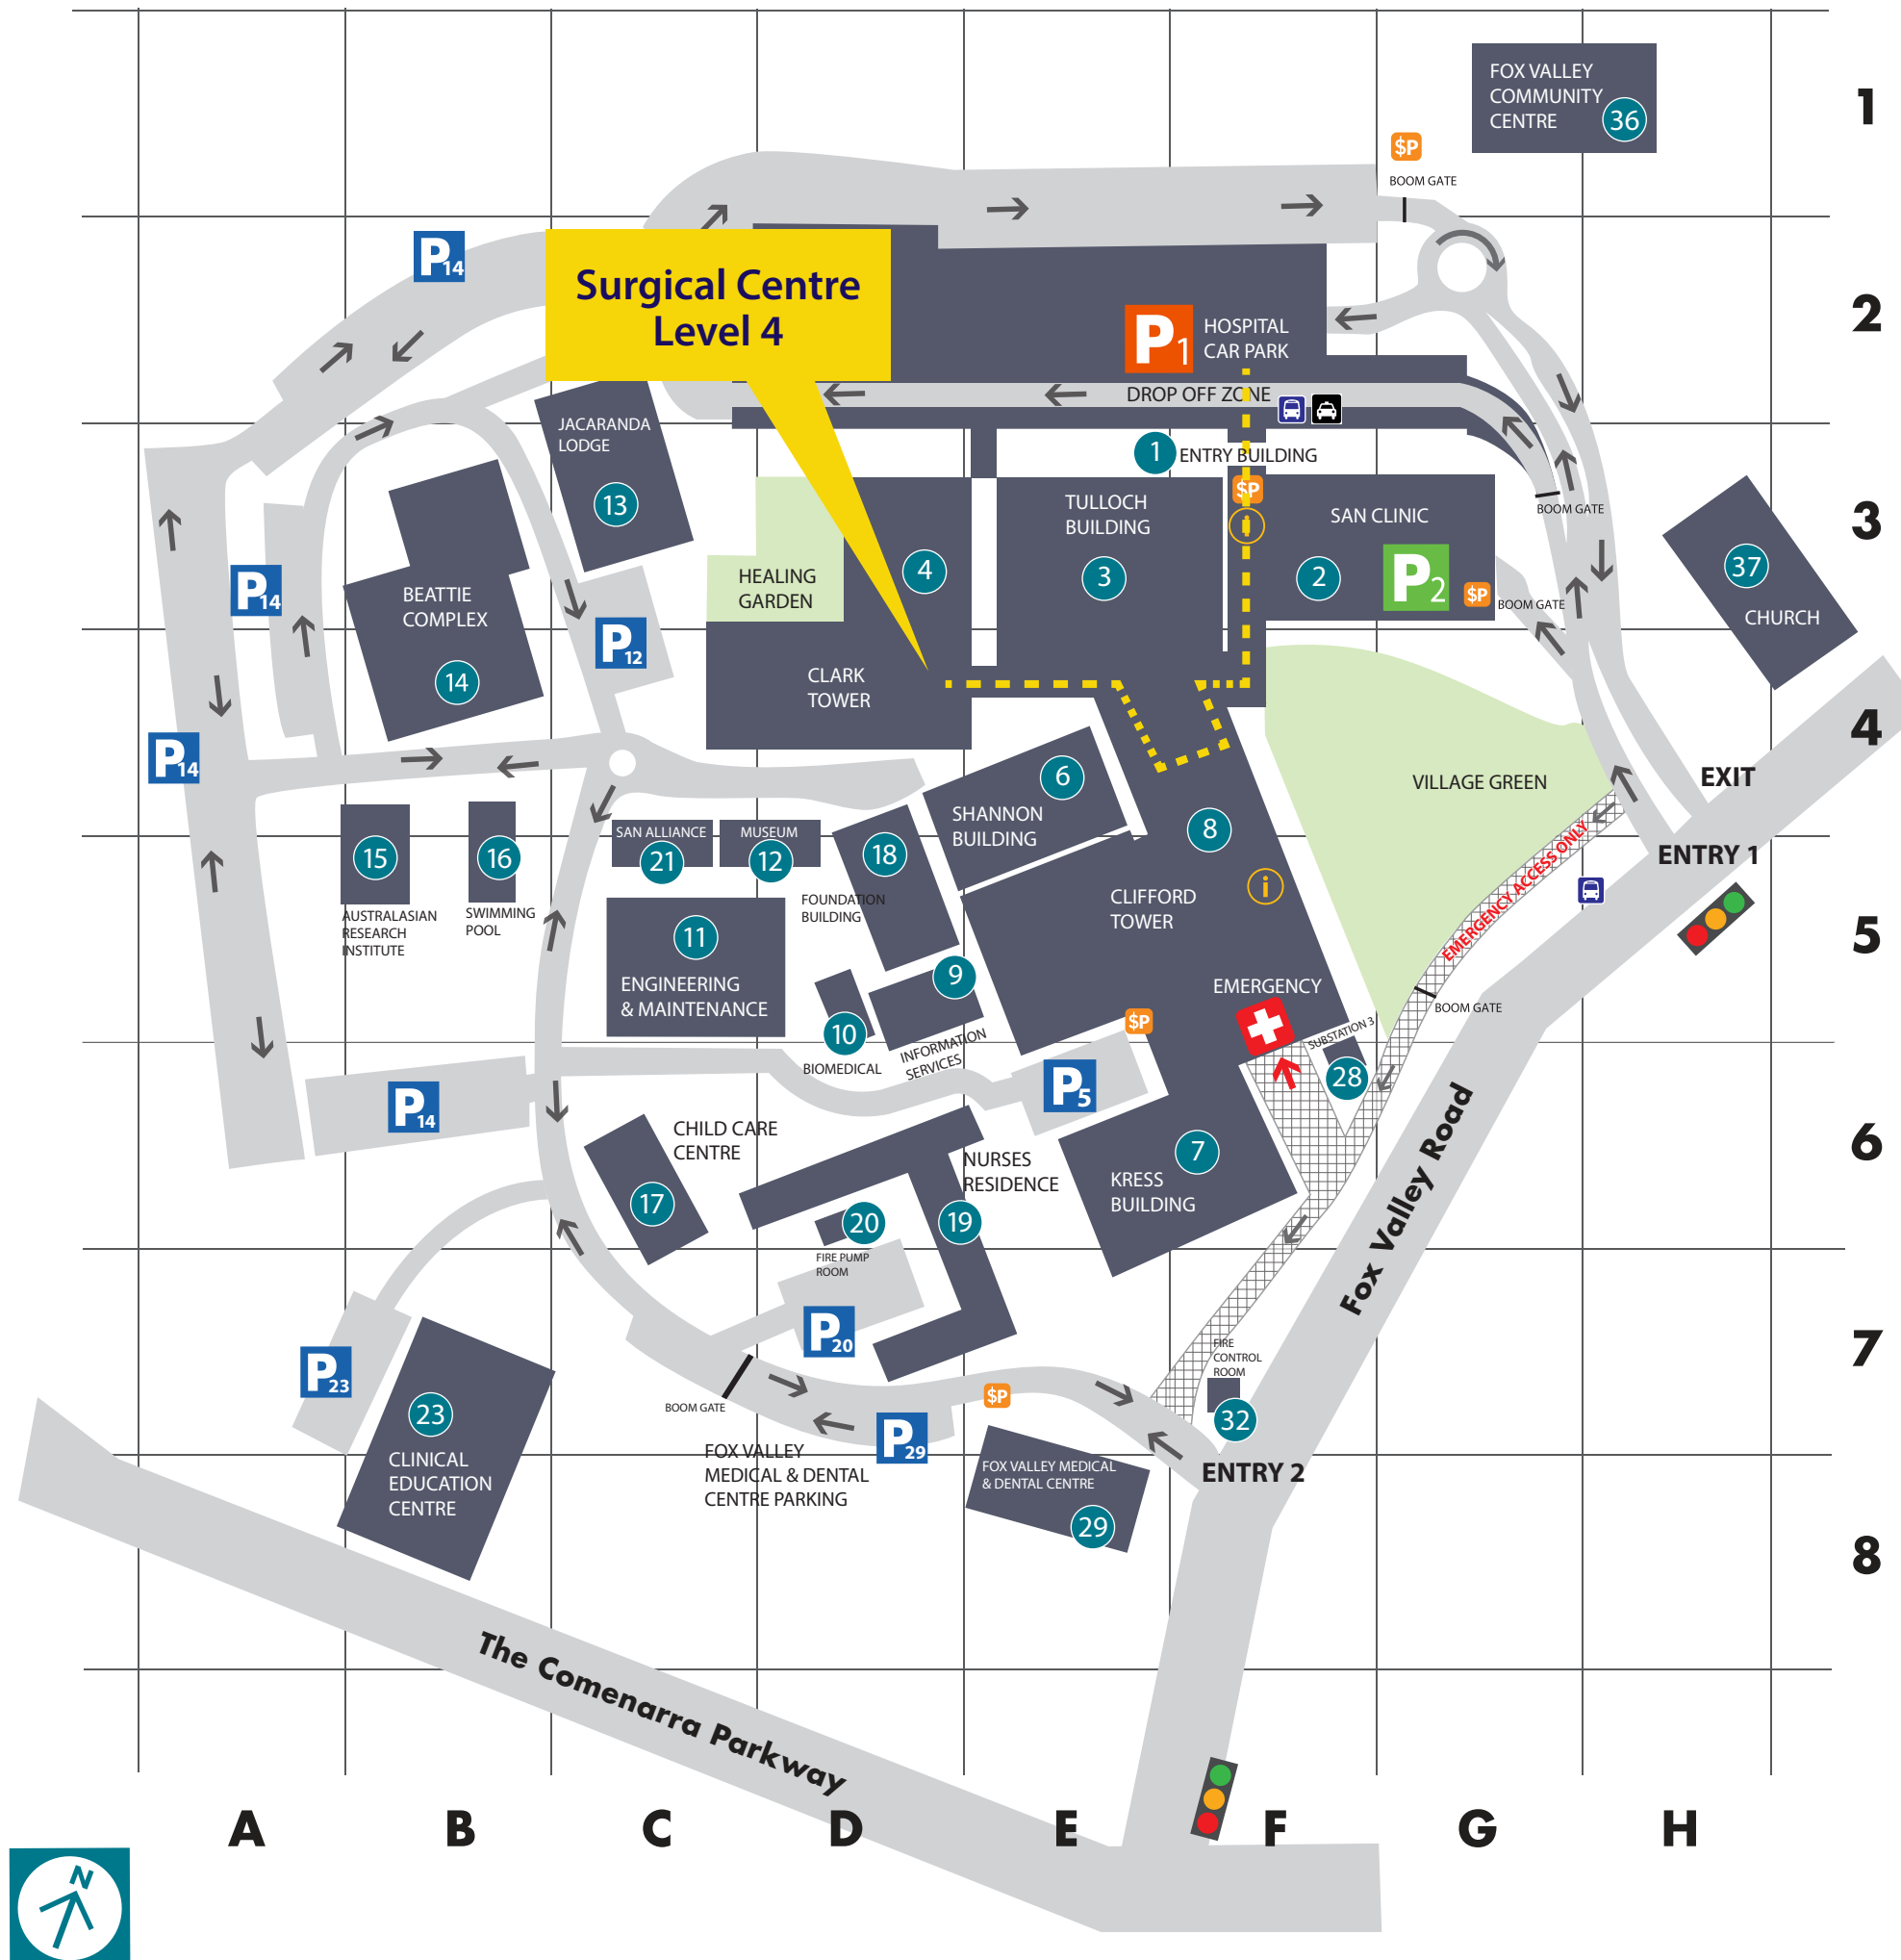 FOX VALLEY
COMMUNITY
CENTRE
36
1
$P
BOOM GATE
P14
Surgical Centre
Level 4
2
P1
HOSPITAL
CAR PARK
DROP OFF ZONE
JACARANDA
LODGE
13
1 ENTRY BUILDING
$P
i
TULLOCH
BUILDING
3
SAN CLINIC
2
P2
$P
BOOM GATE
BOOM GATE
3
37
CHURCH
HEALING
GARDEN
4
P14
BEATTIE
COMPLEX
14
P12
CLARK
TOWER
P14
4
EXIT
VILLAGE GREEN
6
SHANNON
BUILDING
8
ENTRY 1
EMERGENCY ACCESS ONLY
15
AUSTRALASIAN
RESEARCH
INSTITUTE
16
SWIMMING
POOL
SAN ALLIANCE
21
MUSEUM
12
18
FOUNDATION
BUILDING
CLIFFORD
TOWER
i
5
11
ENGINEERING
& MAINTENANCE
9
INFORMATION
SERVICES
10
BIOMEDICAL
EMERGENCY
$P
SUBSTATION 3
28
BOOM GATE
P5
P14
6
CHILD CARE
CENTRE
17
NURSES
RESIDENCE
19
20
FIRE PUMP
ROOM
7
KRESS
BUILDING
Fox Valley Road
P20
P23
7
FIRE
CONTROL
ROOM
32
$P
BOOM GATE
P29
23
CLINICAL
EDUCATION
CENTRE
FOX VALLEY
MEDICAL & DENTAL
CENTRE PARKING
FOX VALLEY MEDICAL
& DENTAL CENTRE
29
ENTRY 2
8
The Comenarra Parkway
A B C D E F G H
N